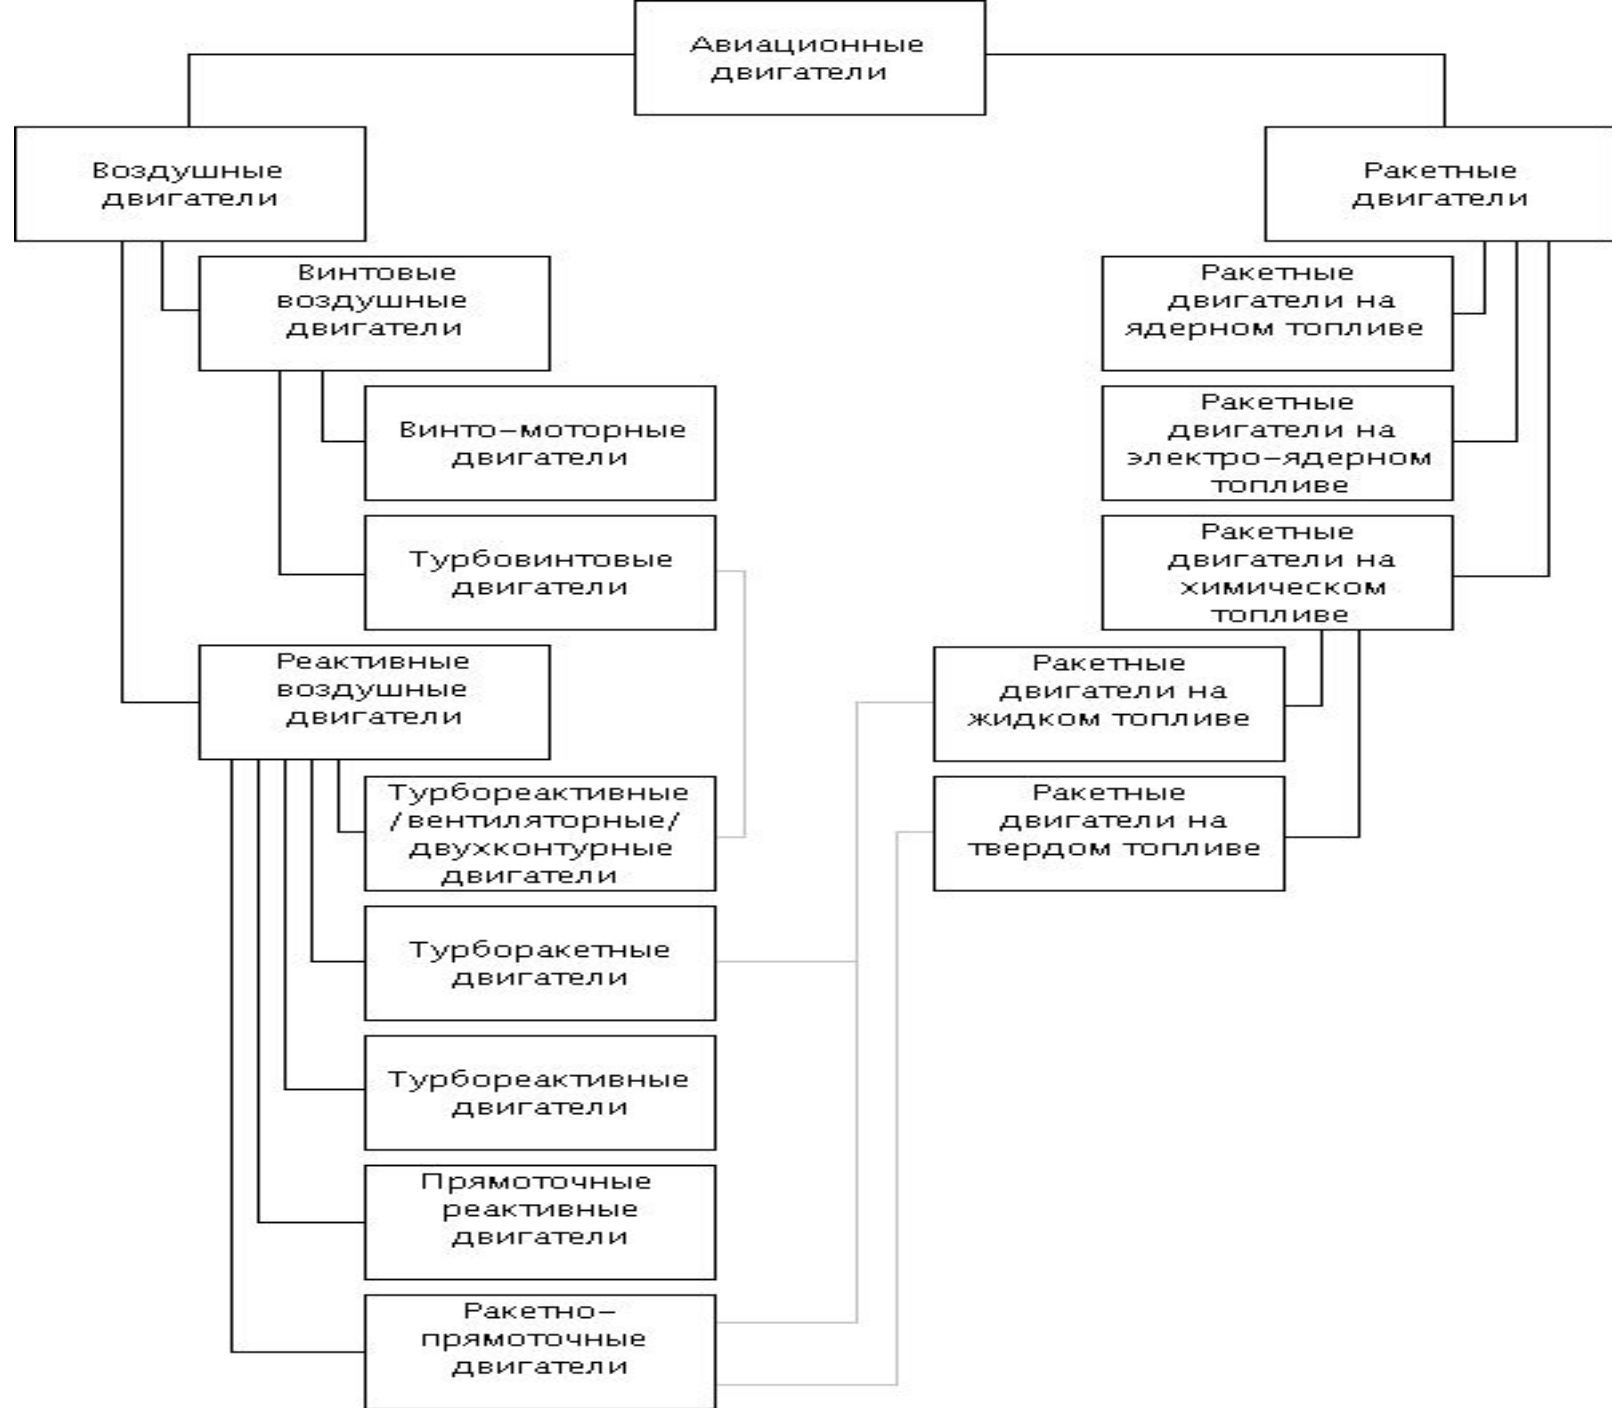 Авиационные
двигатели
Воздушные
двигатели
Ракетные
двигатели
Винтовые
воздушные
двигатели
Ракетные
двигатели на
ядерном топливе
Винто-моторные
двигатели
Ракетные
двигатели на
электро-ядерном
топливе
Турбовинтовые
двигатели
Ракетные
двигатели на
химическом
топливе
Реактивные
воздушные
двигатели
Ракетные
двигатели на
жидком топливе
Турбореактивные
/вентиляторные/
двухконтурные
двигатели
Ракетные
двигатели на
твердом топливе
Турборакетные
двигатели
Турбореактивные
двигатели
Прямоточные
реактивные
двигатели
Ракетно-
прямоточные
двигатели